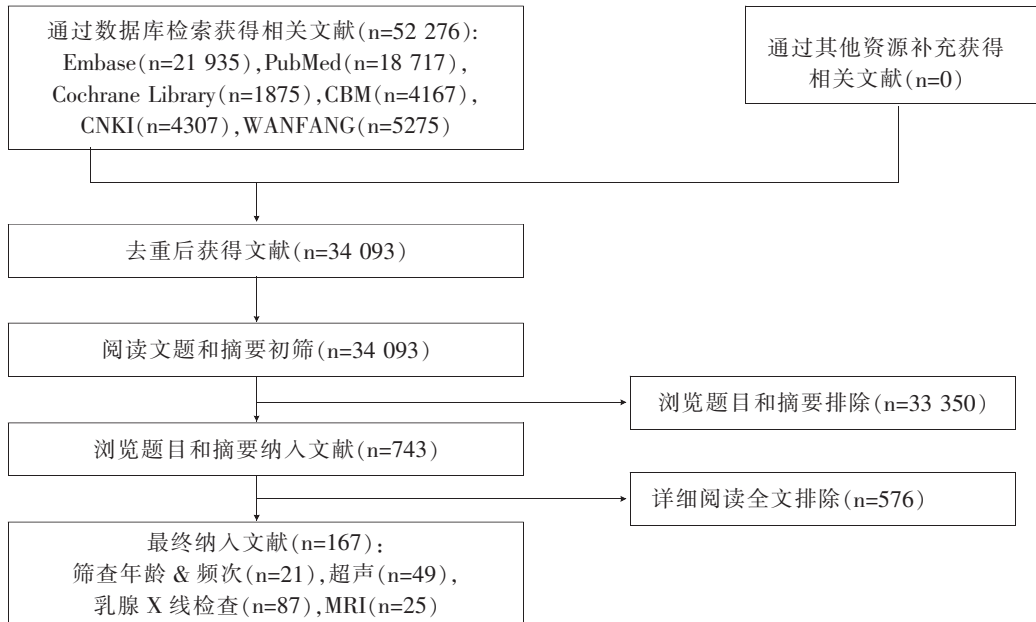 通过数据库检索获得相关文献(n=52 276):
Embase(n=21 935),PubMed(n=18 717),
Cochrane Library(n=1875),CBM(n=4167),
CNKI(n=4307),WANFANG(n=5275)
通过其他资源补充获得
相关文献(n=0)
去重后获得文献(n=34 093)
阅读文题和摘要初筛(n=34 093)
浏览题目和摘要排除(n=33 350)
浏览题目和摘要纳入文献(n=743)
详细阅读全文排除(n=576)
最终纳入文献(n=167):
筛查年龄 & 频次(n=21),超声(n=49),
乳腺 X 线检查(n=87),MRI(n=25)